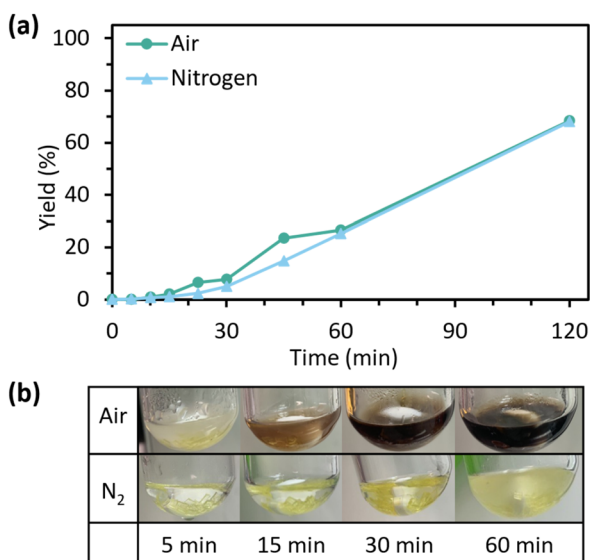 (a)
100
80
60
40
20
0
Yield (%)
Air
Nitrogen
0 30 60 90 120
Time (min)
(b)
Air
N₂
5 min 15 min 30 min 60 min